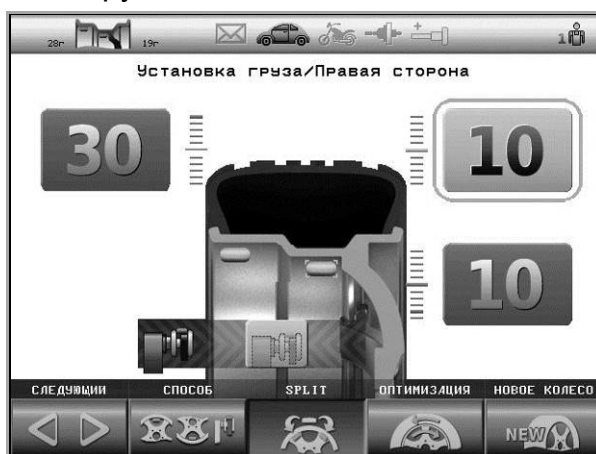 28г 19г 1
Установка груза/Правая сторона
30 10
10
СЛЕДУЮЩИЙ СПОСОБ SPLIT ОПТИМИЗАЦИЯ НОВОЕ КОЛЕСО
NEW